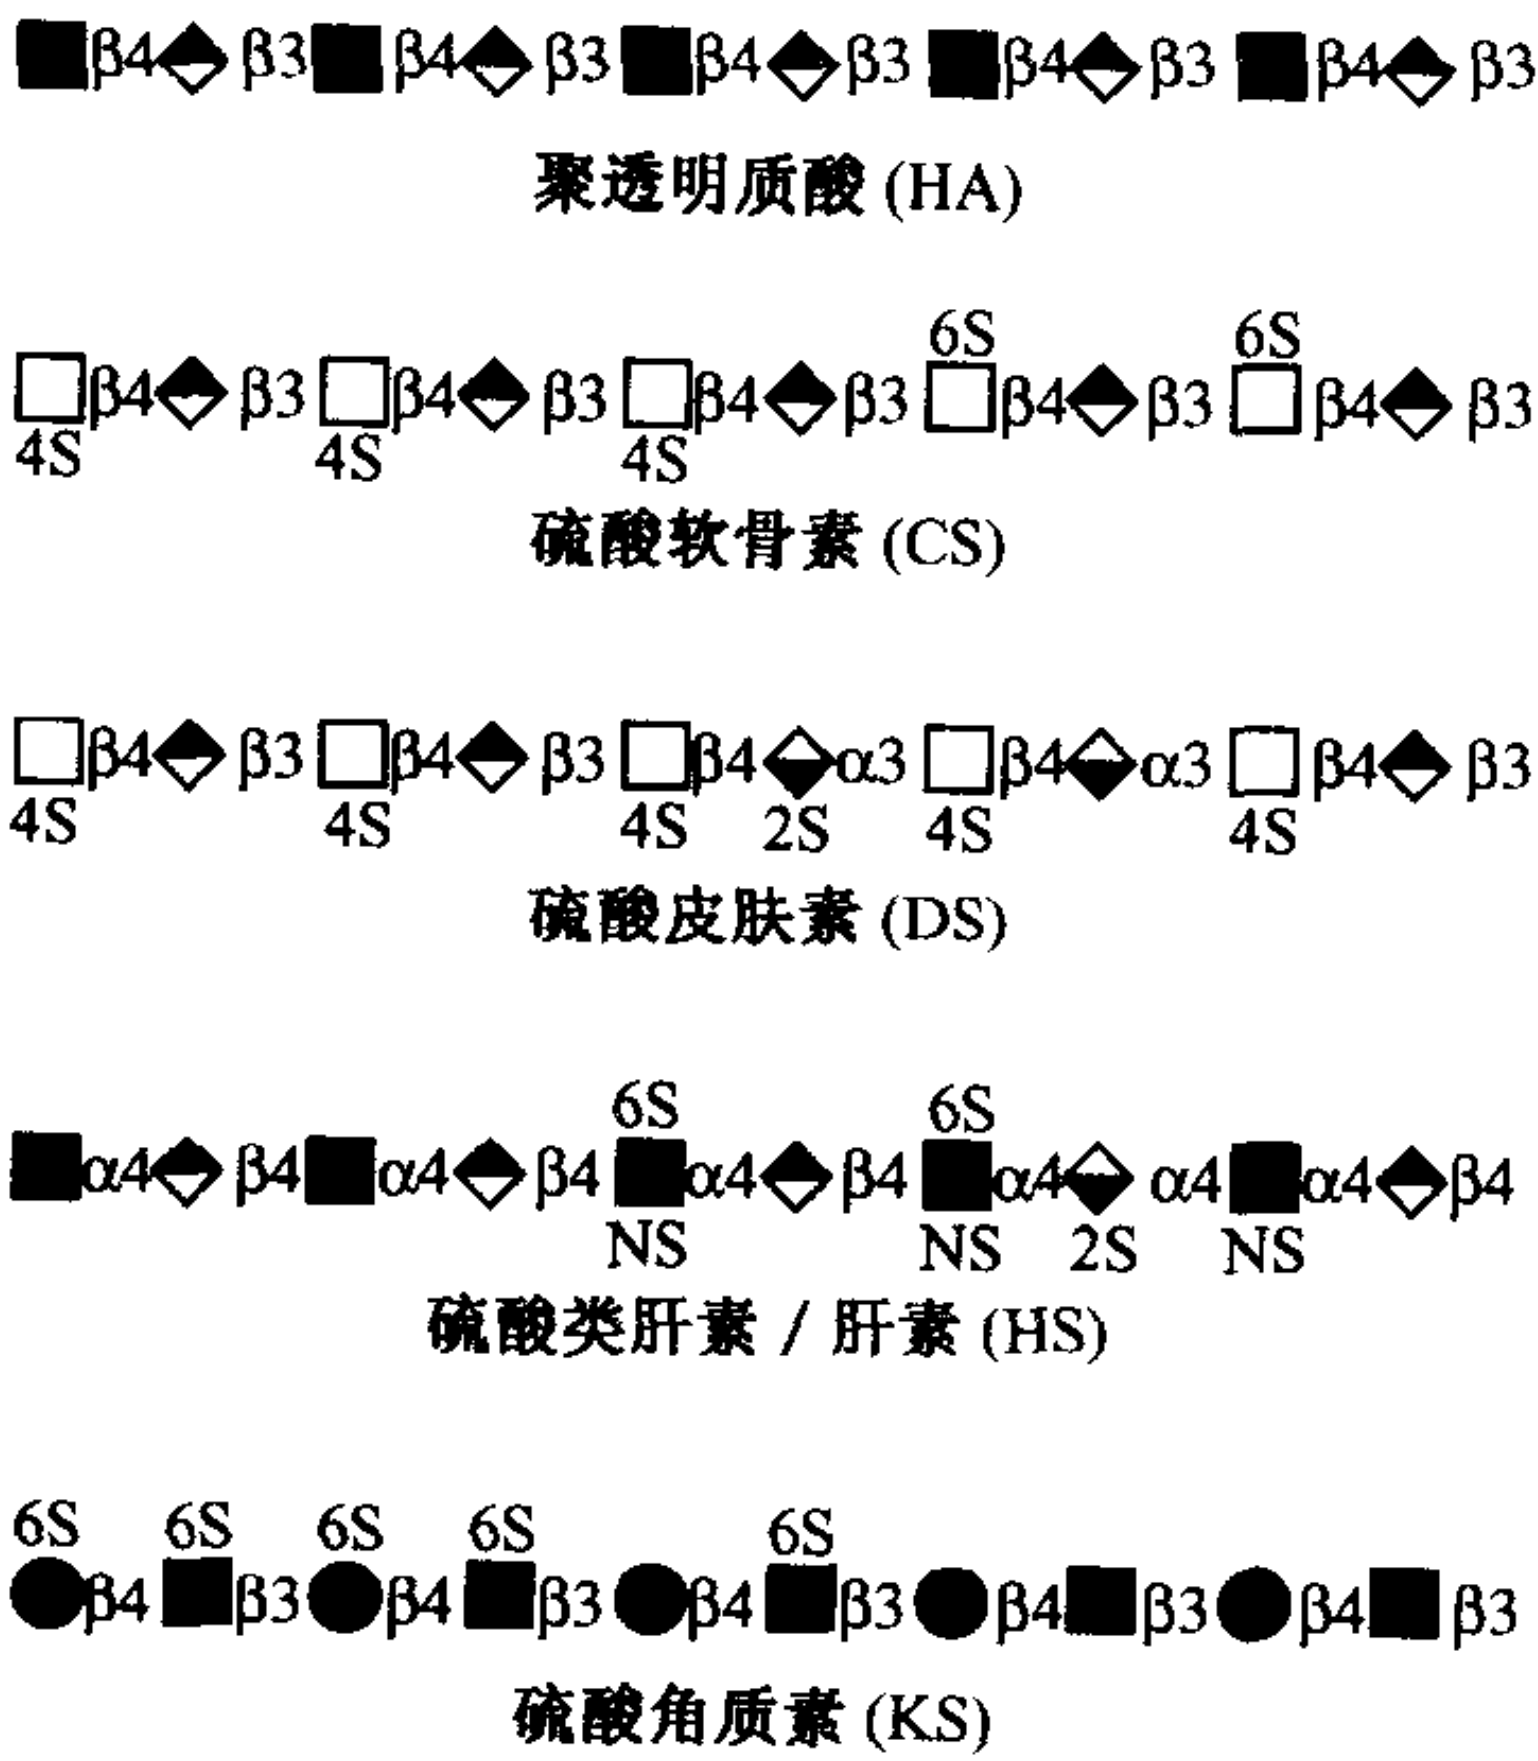 β4 β3 β4 β3 β4 β3 β4 β3 β4 β3
聚透明质酸 (HA)
6S 6S
β4 β3 β4 β3 β4 β3 β4 β3 β4 β3
4S 4S 4S
硫酸软骨素 (CS)
β4 β3 β4 β3 β4 α3 β4 α3 β4 β3
4S 4S 4S 2S 4S 4S
硫酸皮肤素 (DS)
6S 6S
α4 β4 α4 β4 α4 β4 α4 α4 α4 β4
NS NS 2S NS
硫酸类肝素 / 肝素 (HS)
6S 6S 6S 6S 6S
β4 β3 β4 β3 β4 β3 β4 β3 β4 β3
硫酸角质素 (KS)